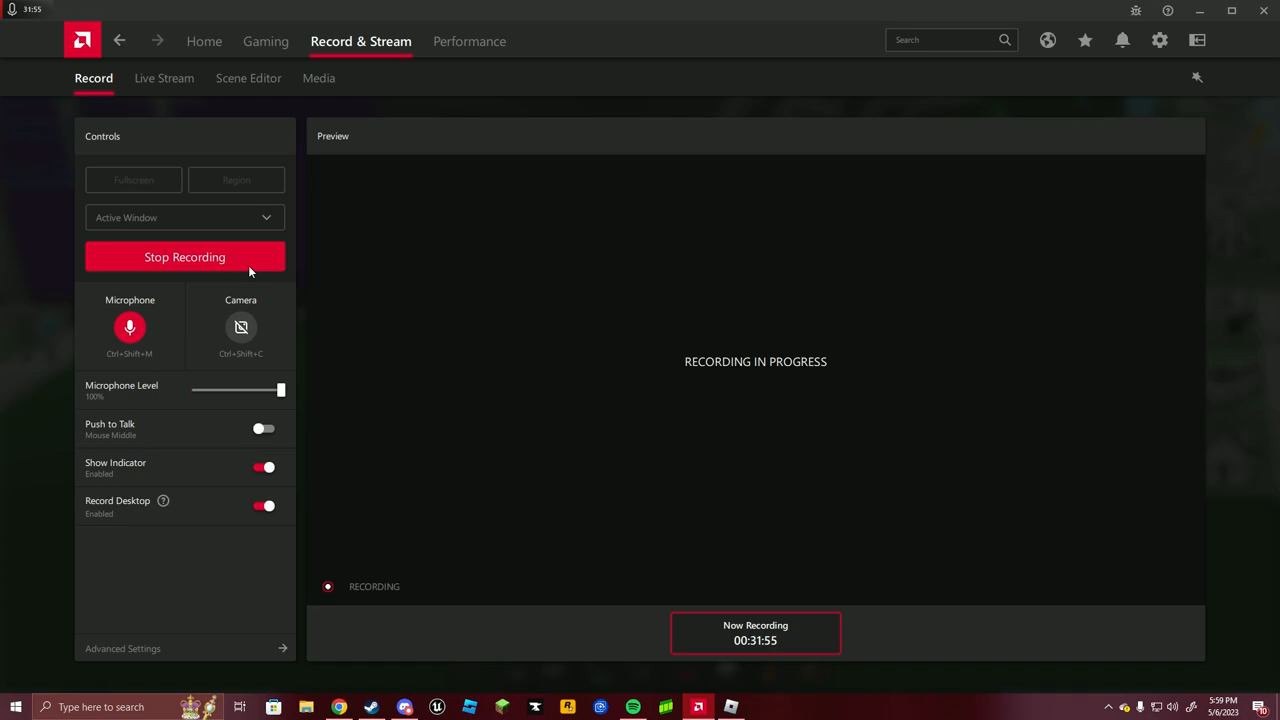 31:55
Home
Gaming
Record & Stream
Performance
Search
Record
Live Stream
Scene Editor
Media
Controls
Fullscreen
Region
Active Window
Stop Recording
Microphone
Camera
Ctrl+Shift+M
Ctrl+Shift+C
Microphone Level
100%
Push to Talk
Mouse Middle
Show Indicator
Enabled
Record Desktop
Enabled
Advanced Settings
Preview
RECORDING IN PROGRESS
RECORDING
Now Recording
00:31:55
Type here to search
5:59 PM
5/6/2023
10